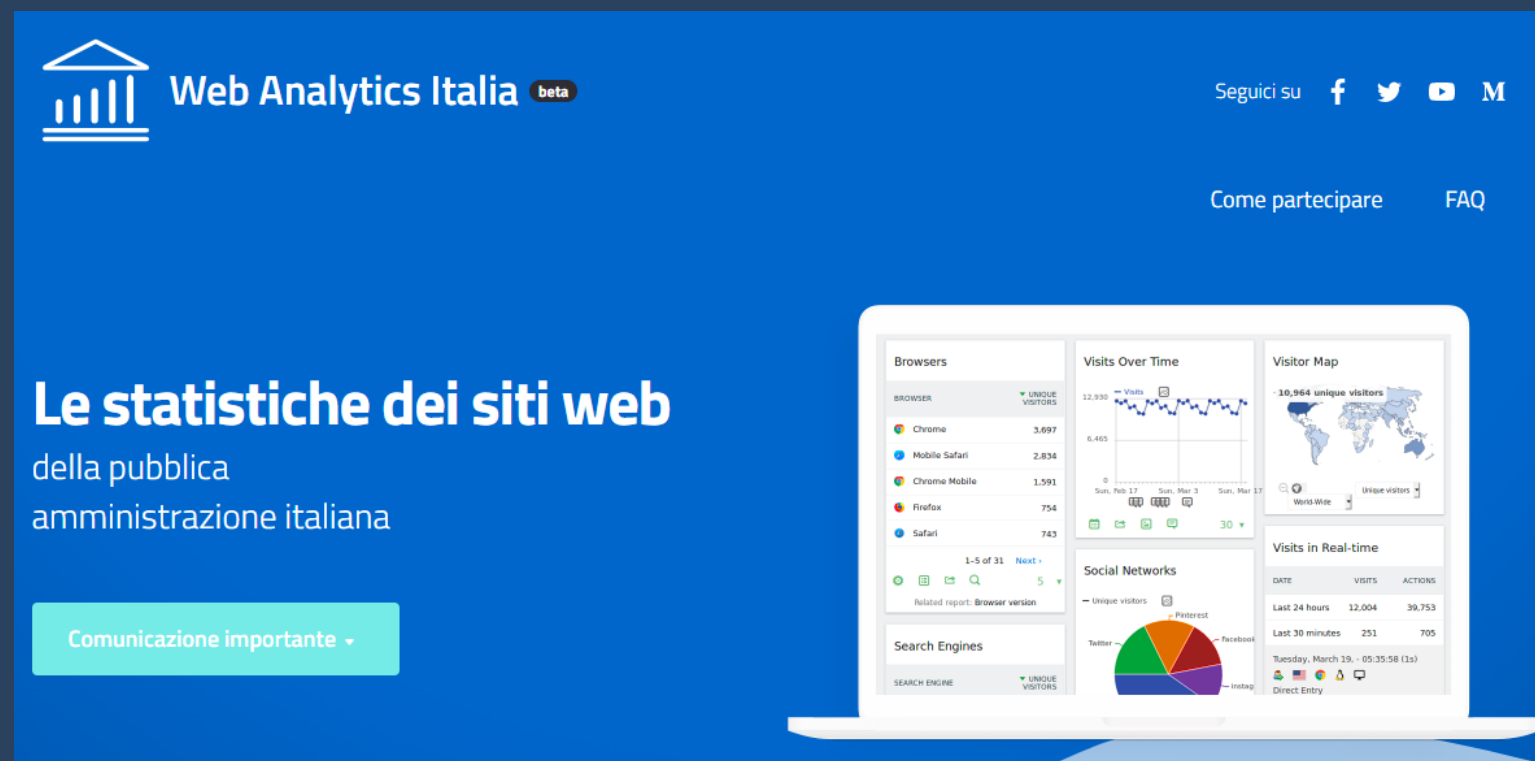 Web Analytics Italia beta
Seguici su
Come partecipare FAQ
Le statistiche dei siti web
della pubblica
amministrazione italiana
Comunicazione importante
Browsers
BROWSER UNIQUE VISITORS
Chrome 3,697
Mobile Safari 2,834
Chrome Mobile 1,591
Firefox 754
Safari 743
1-5 of 31 Next ›
5
Related report: Browser version
Search Engines
SEARCH ENGINE UNIQUE VISITORS
Visits Over Time
Visits
12,930
6,465
0
Sun, Feb 17 Sun, Mar 3 Sun, Mar 17
30
Social Networks
Unique visitors
Pinterest
Twitter
Facebook
Instag
Visitor Map
10,964 unique visitors
Unique visitors
World-Wide
Visits in Real-time
DATE VISITS ACTIONS
Last 24 hours 12,004 39,753
Last 30 minutes 251 705
Tuesday, March 19, - 05:35:58 (1s)
Direct Entry